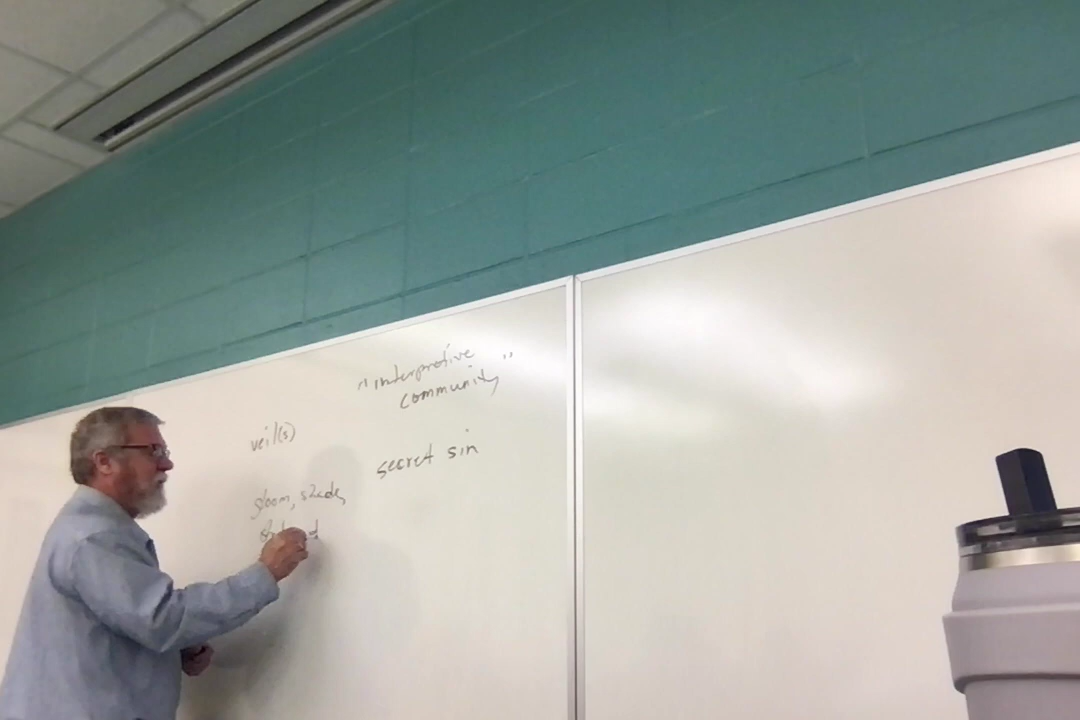 "interpretive
community"
veil(s)
secret sin
gloom, shade,